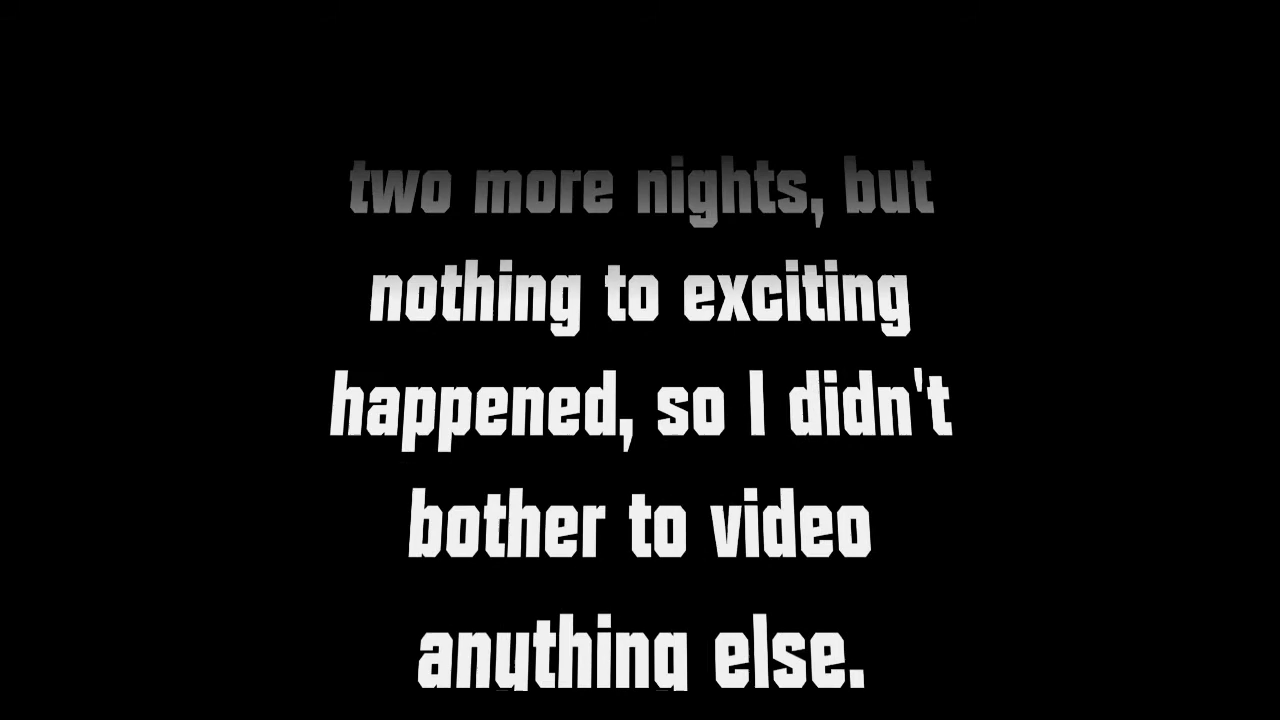 two more nights, but
nothing to exciting
happened, so I didn't
bother to video
anything else.